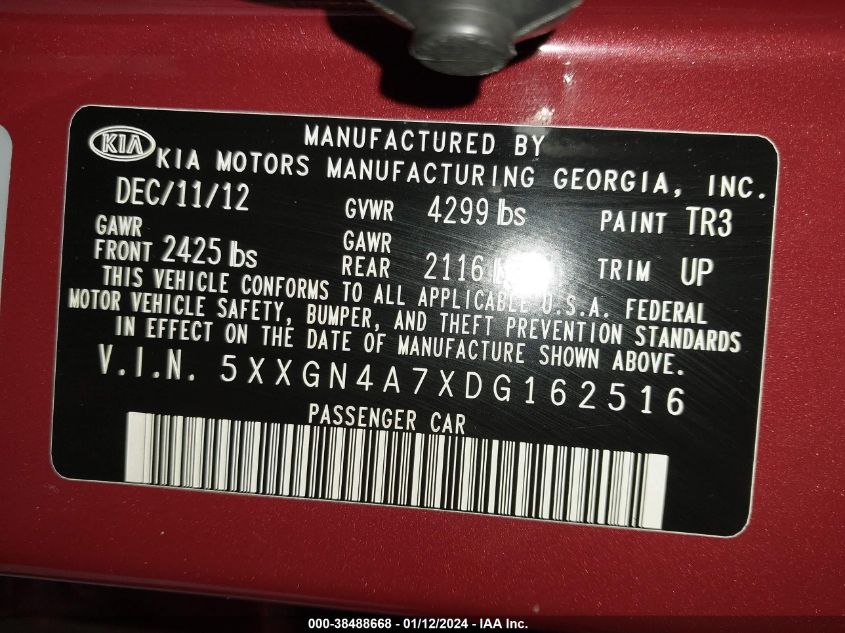 MANUFACTURED BY
KIA KIA MOTORS MANUFACTURING GEORGIA, INC.
DEC/11/12 GVWR 4299 lbs PAINT TR3
GAWR FRONT 2425 lbs GAWR REAR 2116 TRIM UP
THIS VEHICLE CONFORMS TO ALL APPLICABLE U.S.A. FEDERAL
MOTOR VEHICLE SAFETY, BUMPER, AND THEFT PREVENTION STANDARDS
IN EFFECT ON THE DATE OF MANUFACTURE SHOWN ABOVE.
V.I.N. 5XXGN4A7XDG162516
PASSENGER CAR
000-38488668 - 01/12/2024 - IAA Inc.